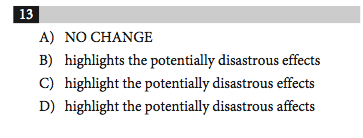 13
A) NO CHANGE
B) highlights the potentially disastrous effects
C) highlight the potentially disastrous effects
D) highlight the potentially disastrous affects